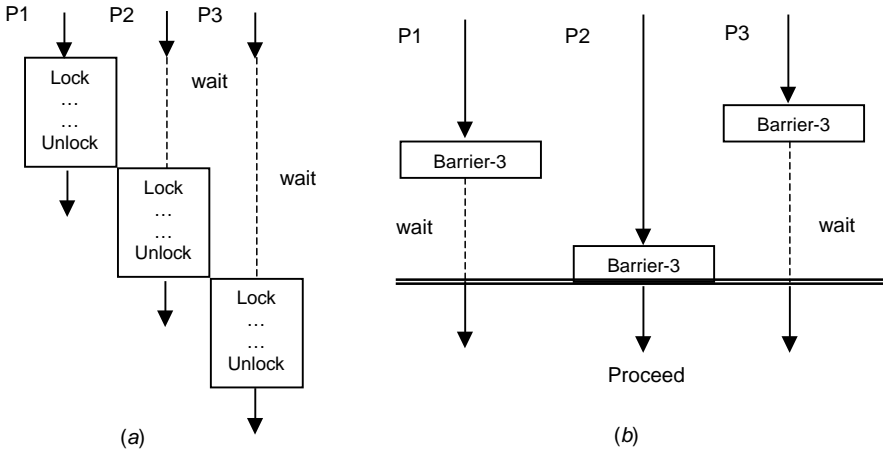 P1 P2 P3
Lock
…
…
Unlock
wait
Lock
…
…
Unlock
wait
Lock
…
…
Unlock
(a)
P1 P2 P3
Barrier-3
Barrier-3
wait
wait
Barrier-3
Proceed
(b)